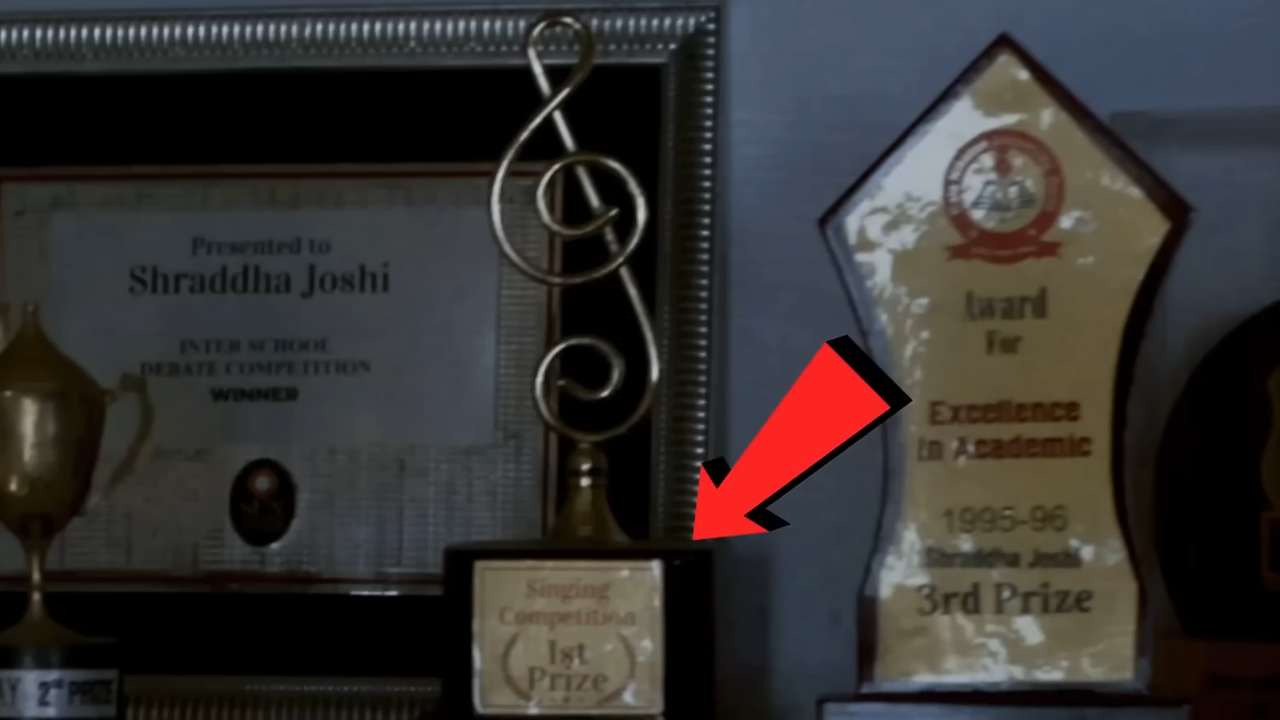 Presented to
Shraddha Joshi
INTER SCHOOL
DEBATE COMPETITION
WINNER
2nd PRIZE
Singing
Competition
1st
Prize
Award
For
Excellence
In Academic
1995-96
Shraddha Joshi
3rd Prize